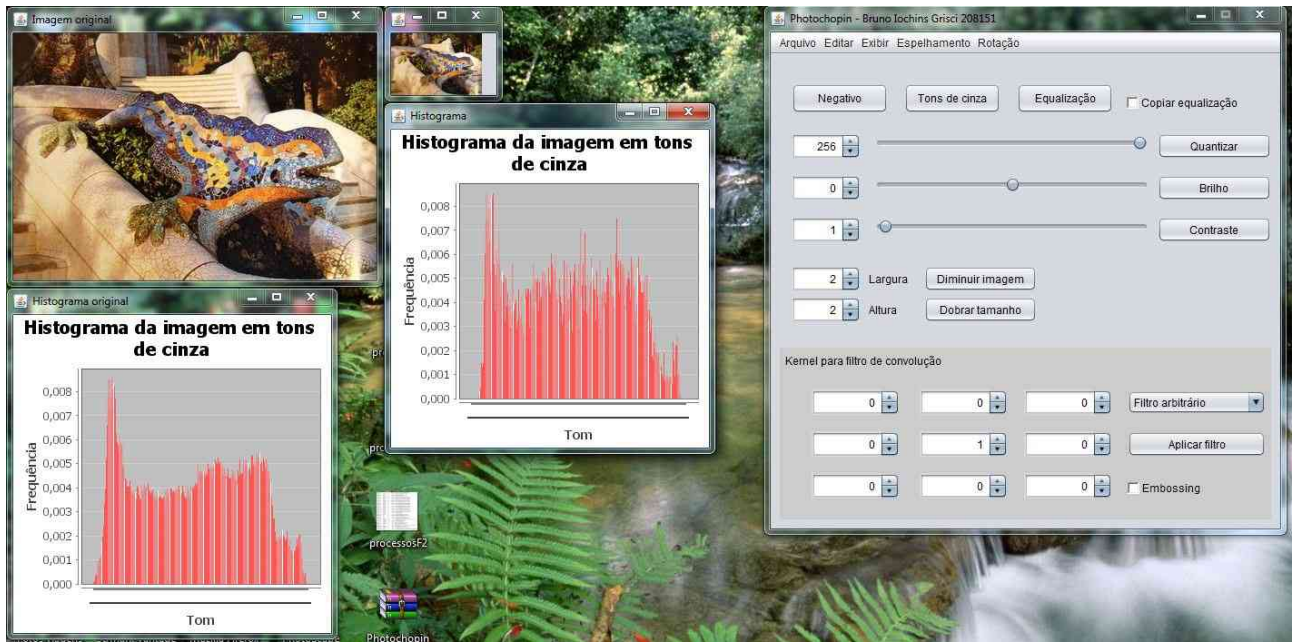 Imagem original
Histograma original
Histograma da imagem em tons
de cinza
Frequência
0,008
0,007
0,006
0,005
0,004
0,003
0,002
0,001
0,000
Tom
Histograma
Histograma da imagem em tons
de cinza
Frequência
0,008
0,007
0,006
0,005
0,004
0,003
0,002
0,001
0,000
Tom
processosF2
Photochopin
Photochopin - Bruno Iochins Grisci 208151
Arquivo Editar Exibir Espelhamento Rotação
Negativo Tons de cinza Equalização Copiar equalização
256 Quantizar
0 Brilho
1 Contraste
2 Largura Diminuir imagem
2 Altura Dobrar tamanho
Kernel para filtro de convolução
0 0 0 Filtro arbitrário
0 1 0 Aplicar filtro
0 0 0 Embossing